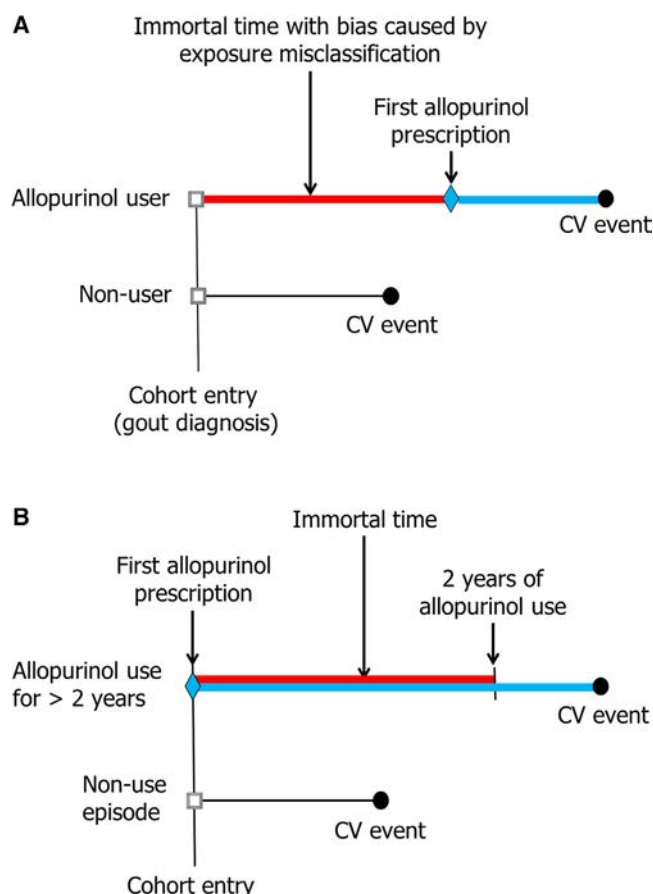 A
Immortal time with bias caused by
exposure misclassification
First allopurinol
prescription
Allopurinol user
CV event
Non-user
CV event
Cohort entry
(gout diagnosis)
B
Immortal time
First allopurinol
prescription
2 years of
allopurinol use
Allopurinol use
for > 2 years
CV event
Non-use
episode
CV event
Cohort entry